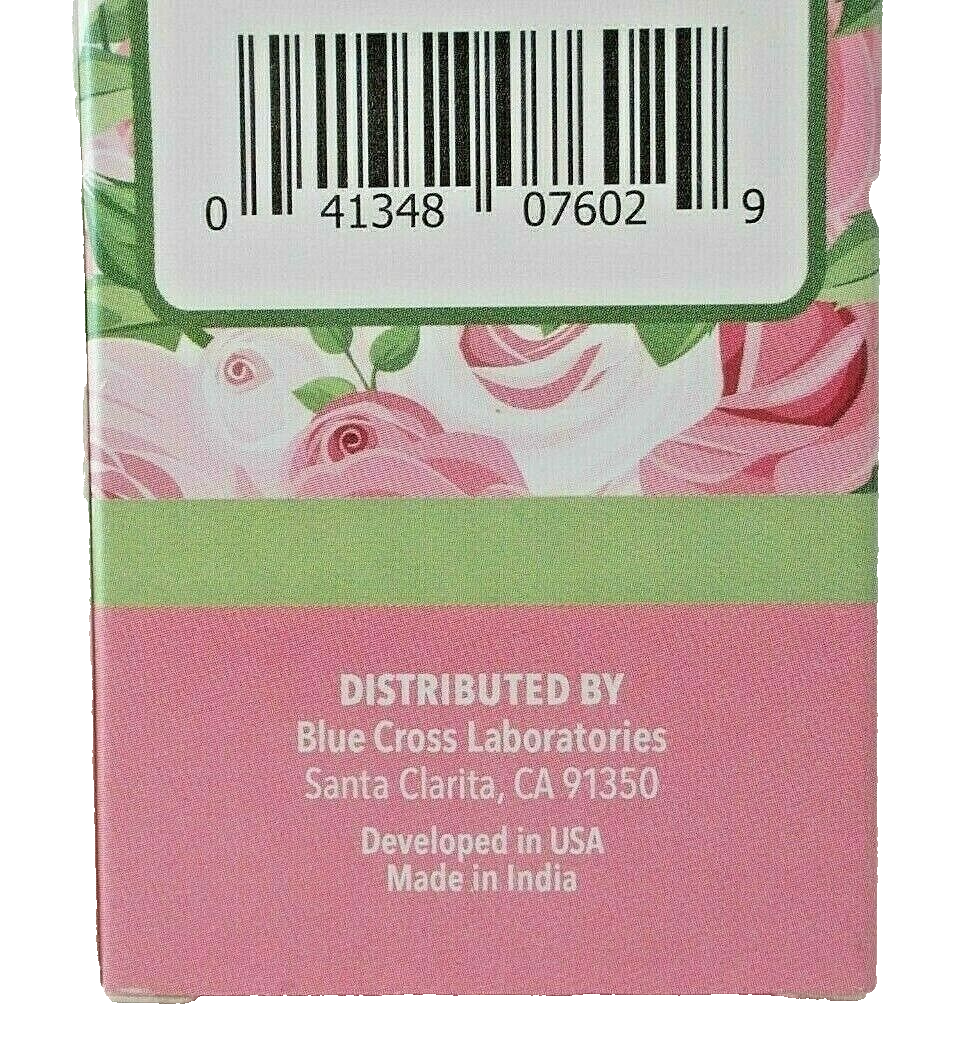 0 41348 07602 9
DISTRIBUTED BY
Blue Cross Laboratories
Santa Clarita, CA 91350
Developed in USA
Made in India